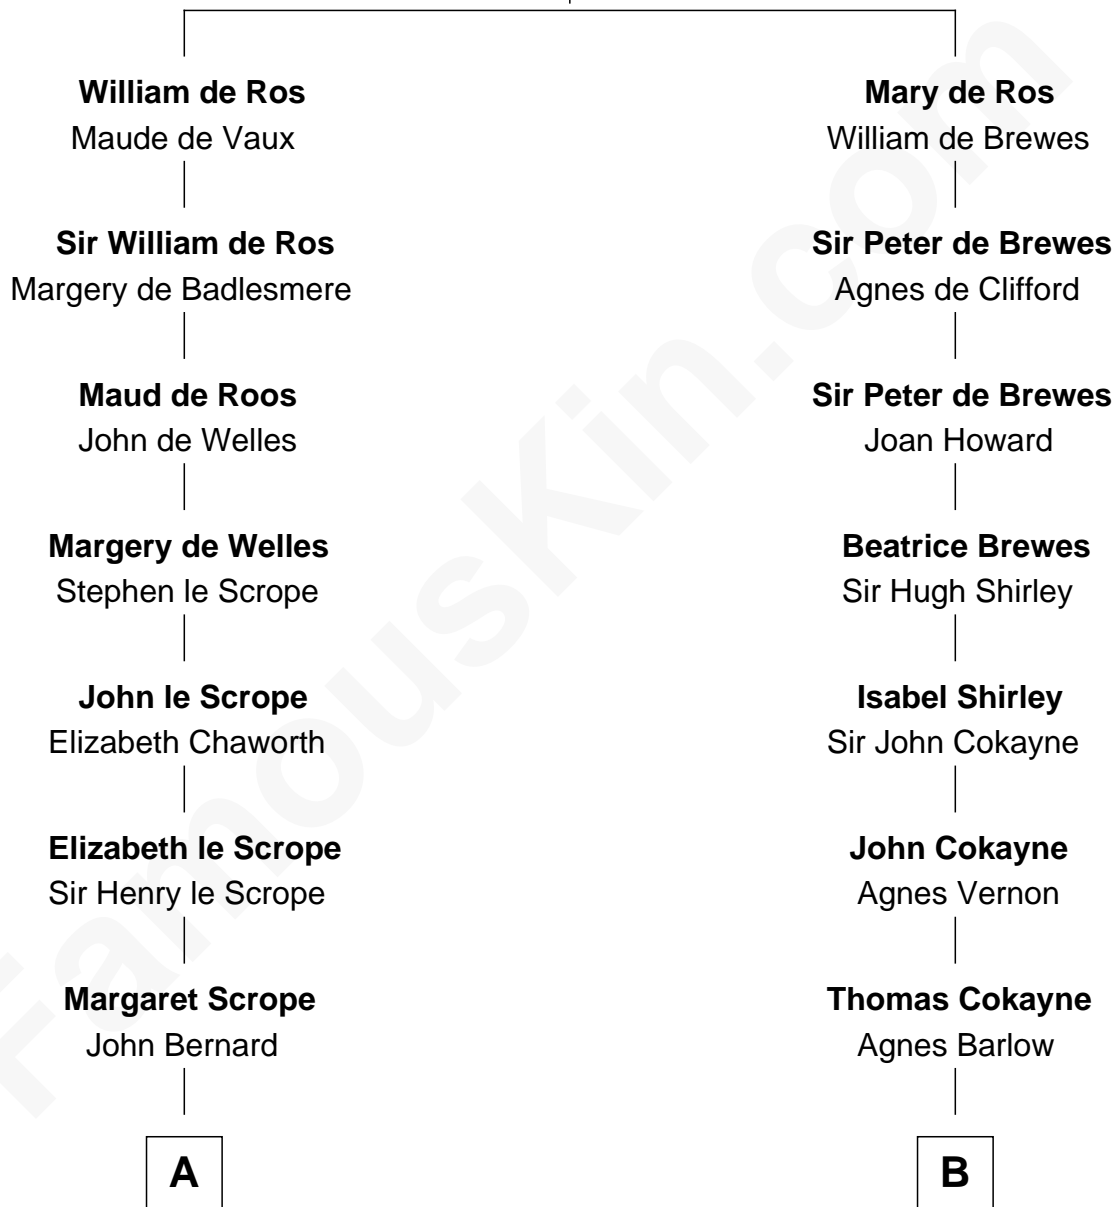 William de Ros
Maude de Vaux
Sir William de Ros
Margery de Badlesmere
Maud de Roos
John de Welles
Margery de Welles
Stephen le Scrope
John le Scrope
Elizabeth Chaworth
Elizabeth le Scrope
Sir Henry le Scrope
Margaret Scrope
John Bernard
A
Mary de Ros
William de Brewes
Sir Peter de Brewes
Agnes de Clifford
Sir Peter de Brewes
Joan Howard
Beatrice Brewes
Sir Hugh Shirley
Isabel Shirley
Sir John Cokayne
John Cokayne
Agnes Vernon
Thomas Cokayne
Agnes Barlow
B
FamousKin.com